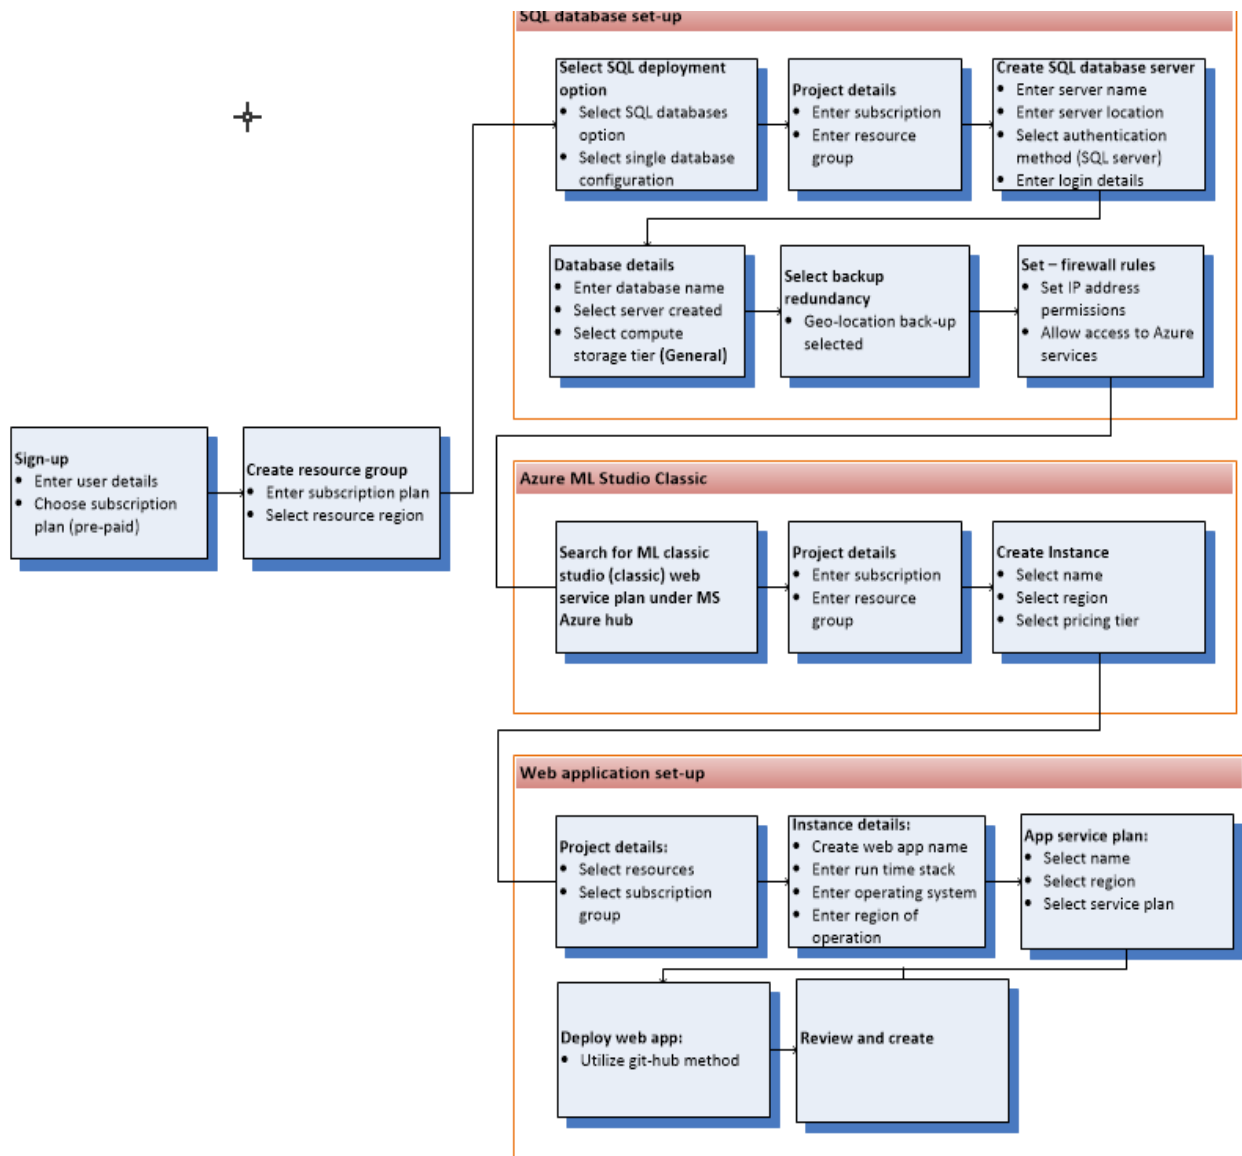 SQL database set-up
Select SQL deployment
option
• Select SQL databases
option
• Select single database
configuration
Project details
• Enter subscription
• Enter resource
group
Create SQL database server
• Enter server name
• Enter server location
• Select authentication
method (SQL server)
• Enter login details
Database details
• Enter database name
• Select server created
• Select compute
storage tier (General)
Select backup
redundancy
• Geo-location back-up
selected
Set – firewall rules
• Set IP address
permissions
• Allow access to Azure
services
Sign-up
• Enter user details
• Choose subscription
plan (pre-paid)
Create resource group
• Enter subscription plan
• Select resource region
Azure ML Studio Classic
Search for ML classic
studio (classic) web
service plan under MS
Azure hub
Project details
• Enter subscription
• Enter resource
group
Create Instance
• Select name
• Select region
• Select pricing tier
Web application set-up
Project details:
• Select resources
• Select subscription
group
Instance details:
• Create web app name
• Enter run time stack
• Enter operating system
• Enter region of
operation
App service plan:
• Select name
• Select region
• Select service plan
Deploy web app:
• Utilize git-hub method
Review and create